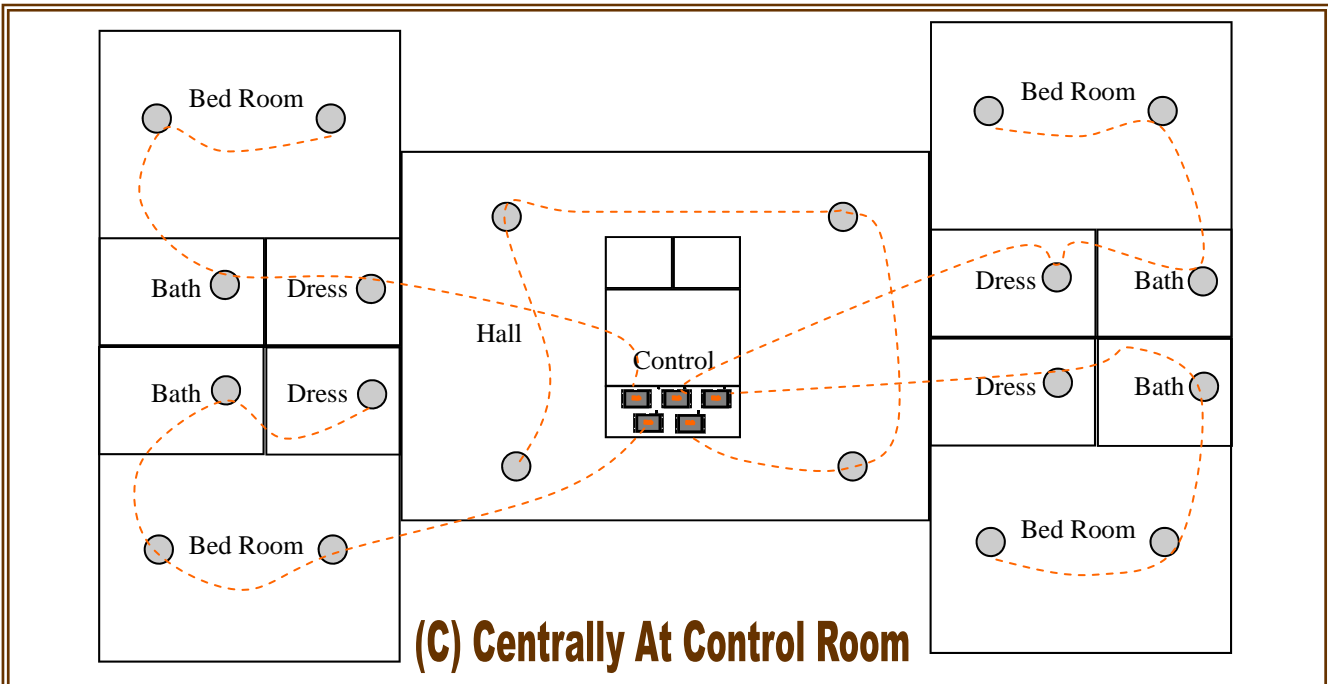 Bed Room
Bed Room
Bath
Dress
Dress
Bath
Hall
Control
Bath
Dress
Dress
Bath
Bed Room
Bed Room
(C) Centrally At Control Room